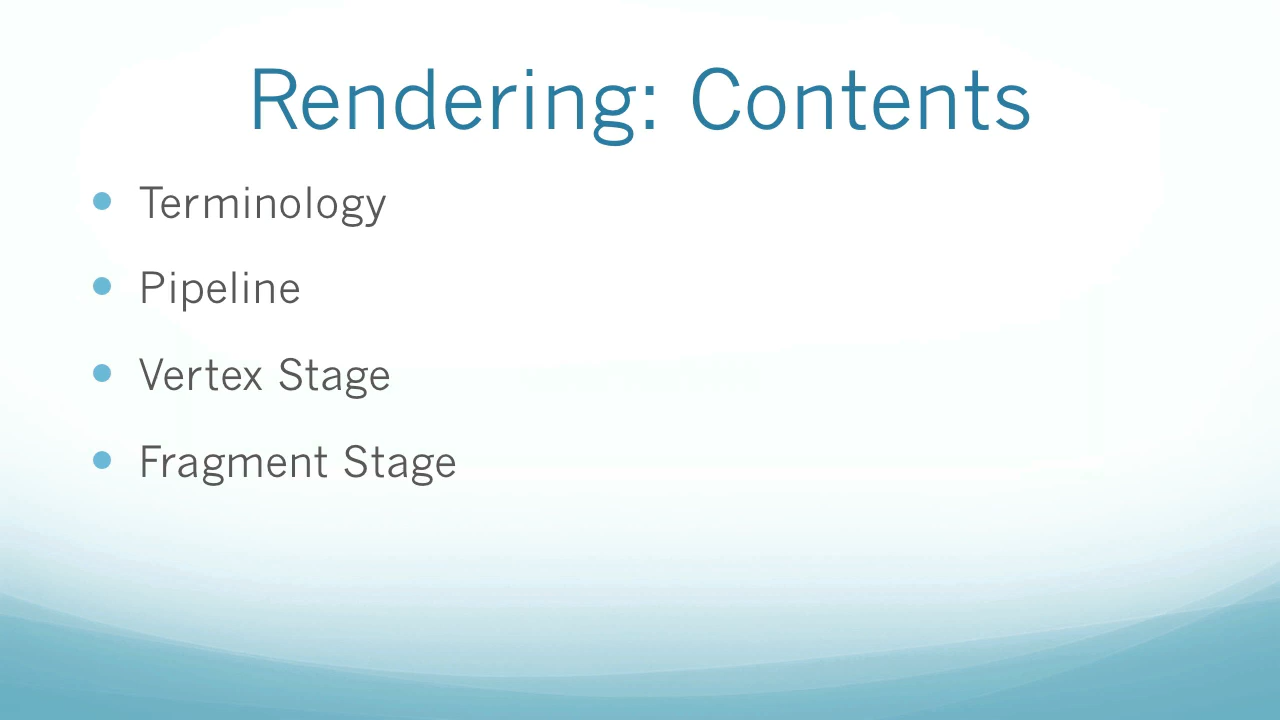 Rendering: Contents
Terminology
Pipeline
Vertex Stage
Fragment Stage